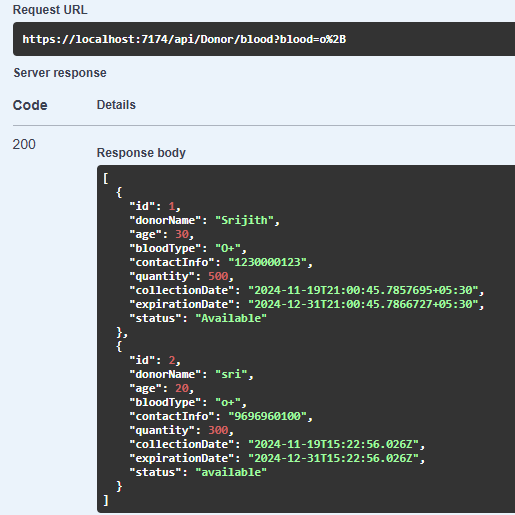 Request URL
https://localhost:7174/api/Donor/blood?blood=o%2B
Server response
Code Details
200
Response body
[
  {
    "id": 1,
    "donorName": "Srijith",
    "age": 30,
    "bloodType": "O+",
    "contactInfo": "1230000123",
    "quantity": 500,
    "collectionDate": "2024-11-19T21:00:45.7857695+05:30",
    "expirationDate": "2024-12-31T21:00:45.7866727+05:30",
    "status": "Available"
  },
  {
    "id": 2,
    "donorName": "sri",
    "age": 20,
    "bloodType": "o+",
    "contactInfo": "9696960100",
    "quantity": 300,
    "collectionDate": "2024-11-19T15:22:56.026Z",
    "expirationDate": "2024-12-31T15:22:56.026Z",
    "status": "available"
  }
]